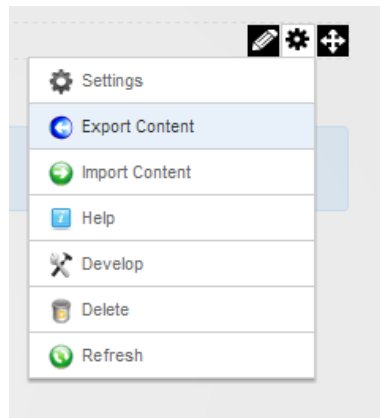 Settings
Export Content
Import Content
Help
Develop
Delete
Refresh